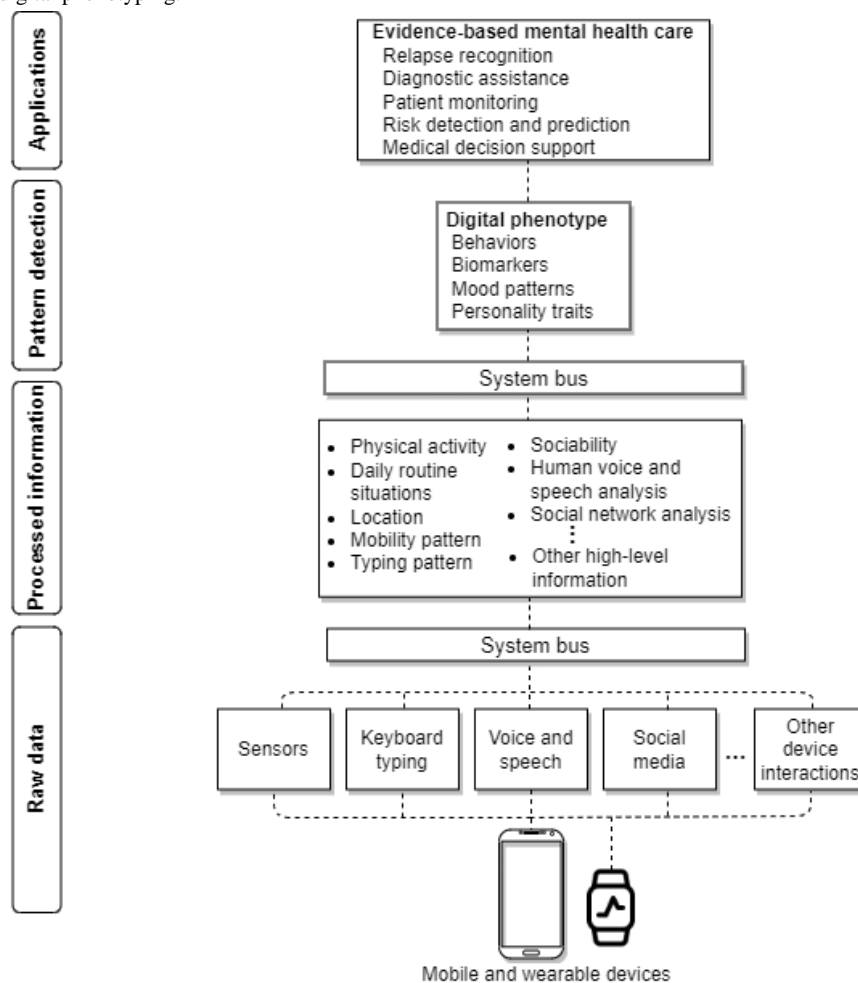 digital phenotyping.
Applications
Evidence-based mental health care
Relapse recognition
Diagnostic assistance
Patient monitoring
Risk detection and prediction
Medical decision support
Pattern detection
Digital phenotype
Behaviors
Biomarkers
Mood patterns
Personality traits
System bus
Processed information
• Physical activity
• Daily routine
situations
• Location
• Mobility pattern
• Typing pattern
• Sociability
• Human voice and
speech analysis
• Social network analysis
⋮
• Other high-level
information
System bus
Raw data
Sensors
Keyboard
typing
Voice and
speech
Social
media
...
Other
device
interactions
Mobile and wearable devices